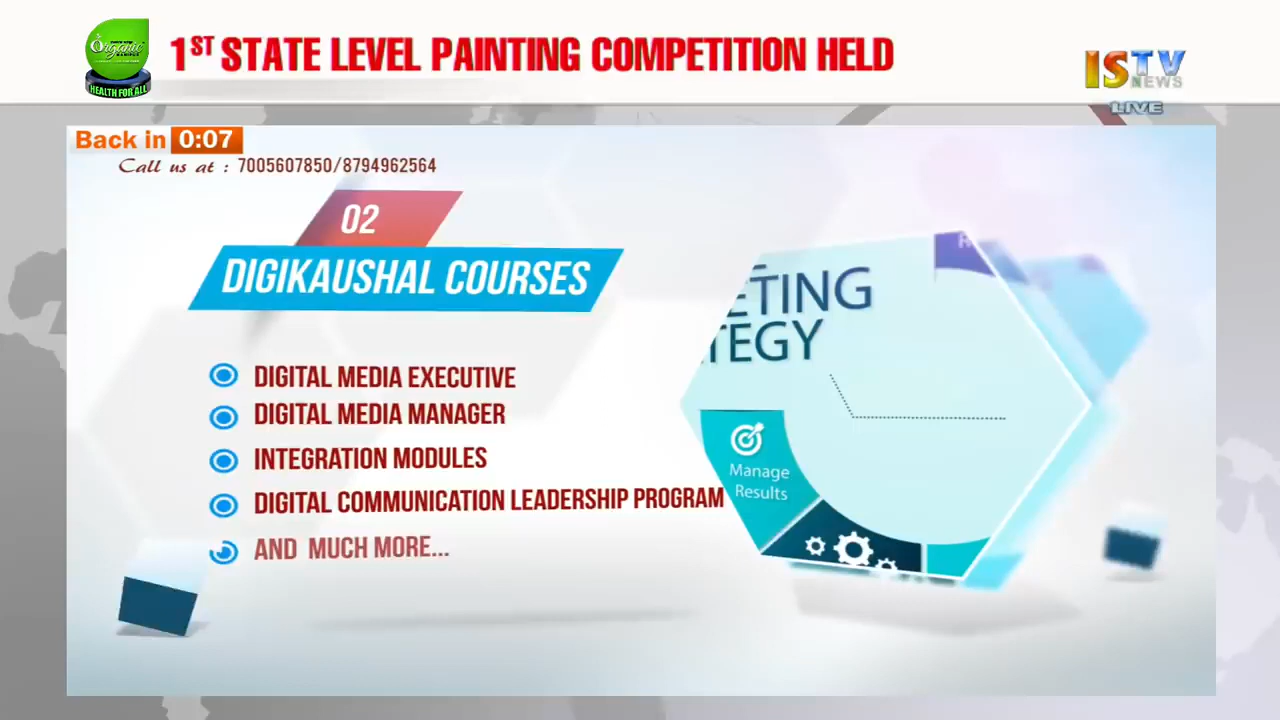 1ST STATE LEVEL PAINTING COMPETITION HELD
Organic
HEALTH FOR ALL
ISTV
NEWS
LIVE
Back in 0:07
Call us at : 7005607850/8794962564
02
DIGIKAUSHAL COURSES
DIGITAL MEDIA EXECUTIVE
DIGITAL MEDIA MANAGER
INTEGRATION MODULES
DIGITAL COMMUNICATION LEADERSHIP PROGRAM
AND MUCH MORE...
ETING
TEGY
Manage
Results